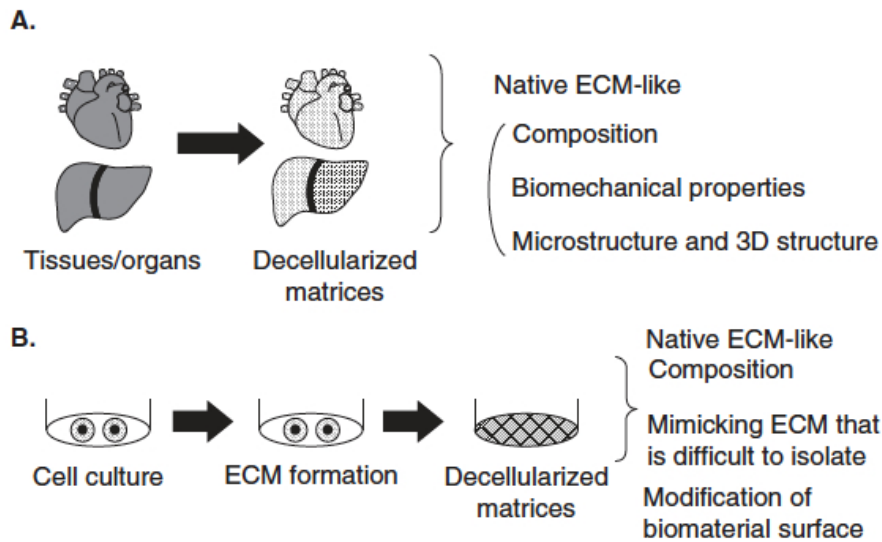 A.
Tissues/organs
Decellularized
matrices
Native ECM-like
Composition
Biomechanical properties
Microstructure and 3D structure
B.
Cell culture
ECM formation
Decellularized
matrices
Native ECM-like
Composition
Mimicking ECM that
is difficult to isolate
Modification of
biomaterial surface